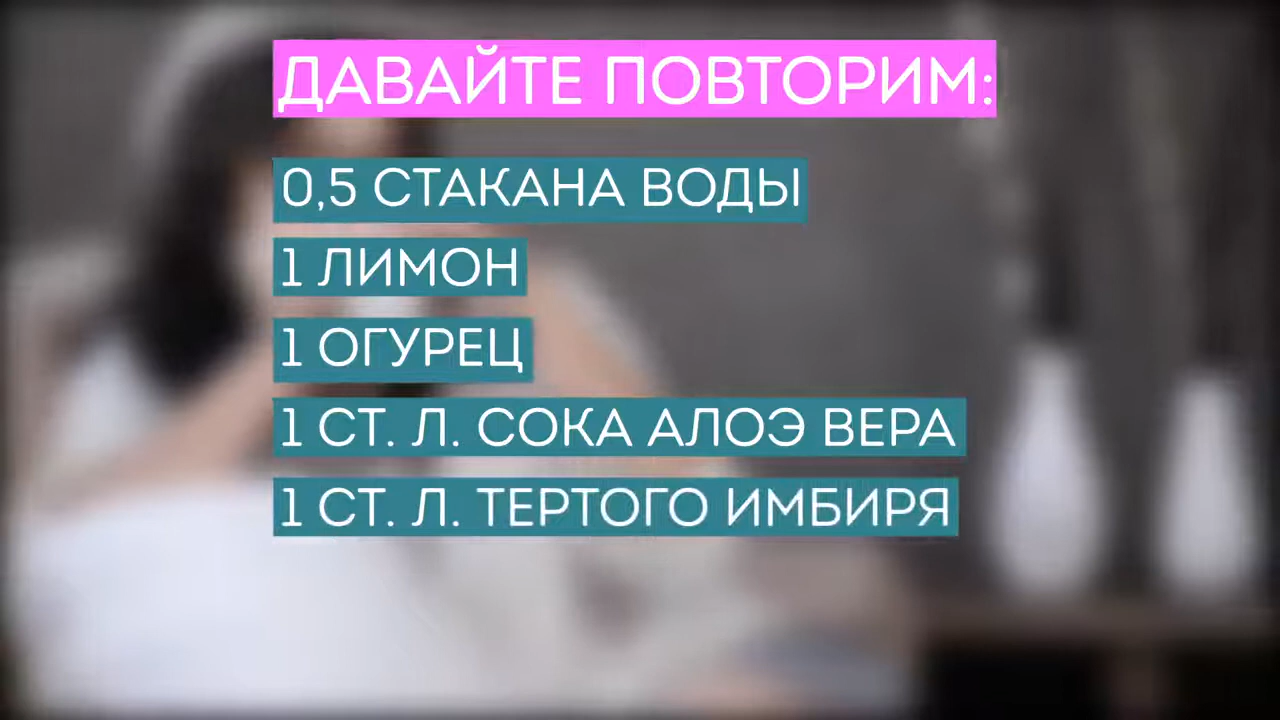 ДАВАЙТЕ ПОВТОРИМ:
0,5 СТАКАНА ВОДЫ
1 ЛИМОН
1 ОГУРЕЦ
1 СТ. Л. СОКА АЛОЭ ВЕРА
1 СТ. Л. ТЕРТОГО ИМБИРЯ